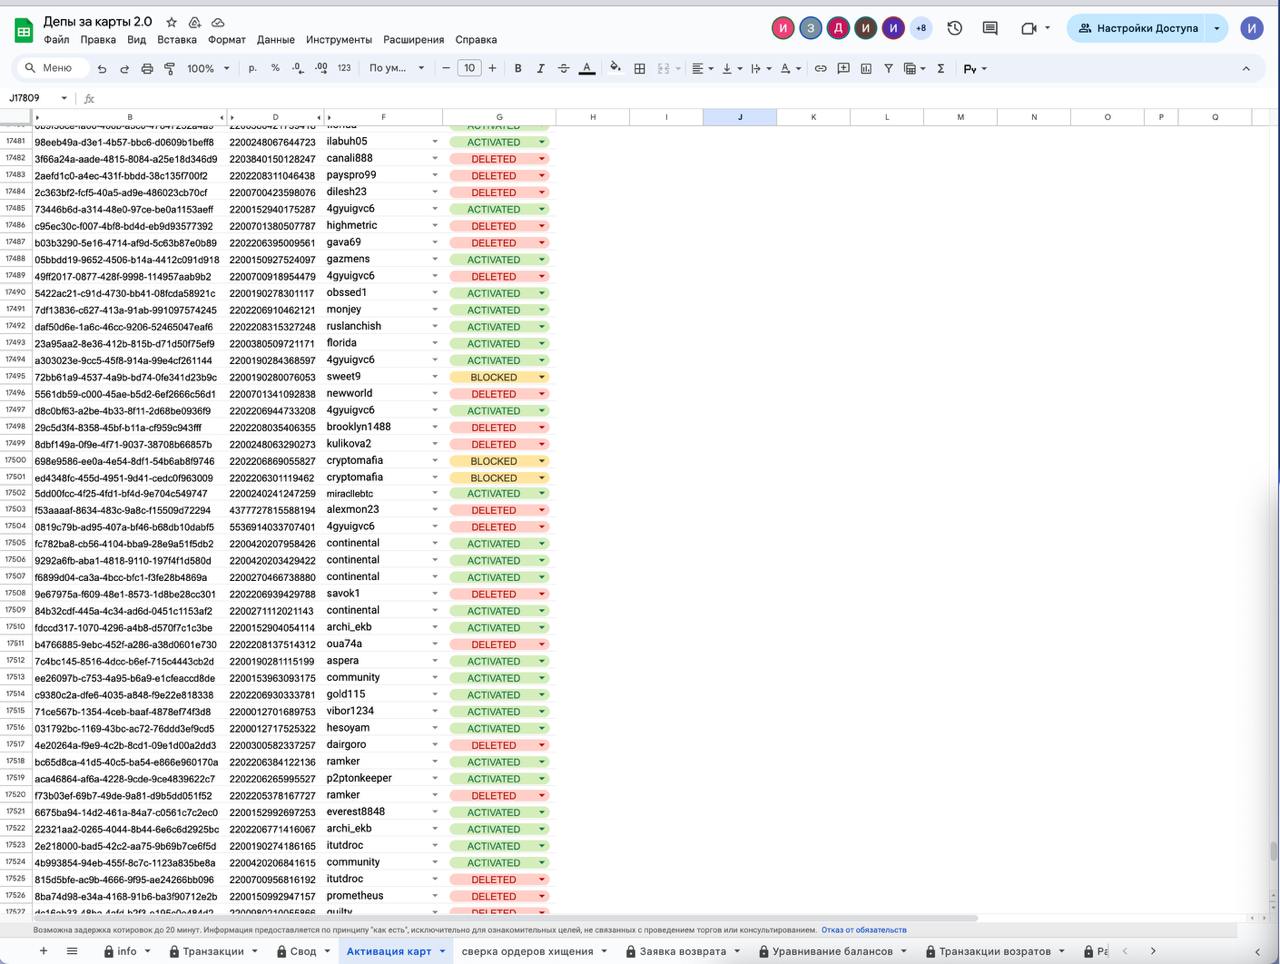 Депы за карты 2.0
Файл Правка Вид Вставка Формат Данные Инструменты Расширения Справка
И З Д И И +8 Настройки Доступа И
Меню 100% р. % .0 .00 123 По ум... 10 B I A Σ Py
J17809 fx
B D F G H I J K L M N O P Q
17481 98eeb49a-d3e1-4b57-bbc6-d0609b1beff8 2200248067644723 ilabuh05 ACTIVATED
17482 3f66a24a-aade-4815-8084-a25e18d346d9 2203840150128247 canali888 DELETED
17483 2aefd1c0-a4ec-431f-bbdd-38c135f700f2 2202208311046438 payspro99 DELETED
17484 2c363bf2-fcf5-40a5-ad9e-486023cb70cf 2200700423598076 dilesh23 DELETED
17485 73446b6d-a314-48e0-97ce-be0a1153aeff 2200152940175287 4gyuigvc6 ACTIVATED
17486 c95ec30c-f007-4bf8-bd4d-eb9d93577392 2200701380507787 highmetric DELETED
17487 b03b3290-5e16-4714-af9d-5c63b87e0b89 2202206395009561 gava69 DELETED
17488 05bbdd19-9652-4506-b14a-4412c091d918 2200150927524097 gazmens ACTIVATED
17489 49ff2017-0877-428f-9998-114957aab9b2 2200700918954479 4gyuigvc6 DELETED
17490 5422ac21-c91d-4730-bb41-08fcda58921c 2200190278301117 obssed1 ACTIVATED
17491 7df13836-c627-413a-91ab-991097574245 2202206910462121 monjey ACTIVATED
17492 daf50d6e-1a6c-46cc-9206-52465047eaf6 2202208315327248 ruslanchish ACTIVATED
17493 23a95aa2-8e36-412b-815b-d71d50f75ef9 2200380509721171 florida ACTIVATED
17494 a303023e-9cc5-45f8-914a-99e4cf261144 2200190284368597 4gyuigvc6 ACTIVATED
17495 72bb61a9-4537-4a9b-bd74-0fe341d23b9c 2200190280076053 sweet9 BLOCKED
17496 5561db59-c000-45ae-b5d2-6ef2666c56d1 2200701341092838 newworld DELETED
17497 d8c0bf63-a2be-4b33-8f11-2d68be0936f9 2202206944733208 4gyuigvc6 ACTIVATED
17498 29c5d3f4-8358-45bf-b11a-cf959c943fff 2202208035406355 brooklyn1488 DELETED
17499 8dbf149a-0f9e-4f71-9037-38708b66857b 2200248063290273 kulikova2 DELETED
17500 698e9586-ee0a-4e54-8df1-54b6ab8f9746 2202206869055827 cryptomafia BLOCKED
17501 ed4348fc-455d-4951-9d41-cedc0f963009 2202206301119462 cryptomafia BLOCKED
17502 5dd00fcc-4f25-4fd1-bf4d-9e704c549747 2200240241247259 miracllebtc ACTIVATED
17503 f53aaaaf-8634-483c-9a8c-f15509d72294 4377727815588194 alexmon23 DELETED
17504 0819c79b-ad95-407a-bf46-b68db10dabf5 5536914033707401 4gyuigvc6 DELETED
17505 fc782ba8-cb56-4104-bba9-28e9a51f5db2 2200420207958426 continental ACTIVATED
17506 9292a6fb-aba1-4818-9110-197f4f1d580d 2200420203429422 continental ACTIVATED
17507 f6899d04-ca3a-4bcc-bfc1-f3fe28b4869a 2200270466738880 continental ACTIVATED
17508 9e67975a-f609-48e1-8573-1d8be28cc301 2202206939429788 savok1 DELETED
17509 84b32cdf-445a-4c34-ad6d-0451c1153af2 2200271112021143 continental ACTIVATED
17510 fdccd317-1070-4296-a4b8-d570f7c1c3be 2200152904054114 archi_ekb ACTIVATED
17511 b4766885-9ebc-452f-a286-a38d0601e730 2202208137514312 oua74a DELETED
17512 7c4bc145-8516-4dcc-b6ef-715c4443cb2d 2200190281115199 aspera ACTIVATED
17513 ee26097b-c753-4a95-b6a9-e1cfeaccd8de 2200153963093175 community ACTIVATED
17514 c9380c2a-dfe6-4035-a848-f9e22e818338 2202206930333781 gold115 ACTIVATED
17515 71ce567b-1354-4ceb-baaf-4878ef74f3d8 2200012701689753 vibor1234 ACTIVATED
17516 031792bc-1169-43bc-ac72-76ddd3ef9cd5 2200012717525322 hesoyam ACTIVATED
17517 4e20264a-f9e9-4c2b-8cd1-09e1d00a2dd3 2200300582337257 dairgoro DELETED
17518 bc65d8ca-41d5-40c5-ba54-e866e960170a 2202206384122136 ramker ACTIVATED
17519 aca46864-af6a-4228-9cde-9ce4839622c7 2202206265995527 p2ptonkeeper ACTIVATED
17520 f73b03ef-69b7-49de-9a81-d9b5dd051f52 2202205378167727 ramker DELETED
17521 6675ba94-14d2-461a-84a7-c0561c7c2ec0 2200152992697253 everest8848 ACTIVATED
17522 22321aa2-0265-4044-8b44-6e6c6d2925bc 2202206771416067 archi_ekb ACTIVATED
17523 2e218000-bad5-42c2-aa75-9b69b7ce6f5d 2200190274186165 itutdroc ACTIVATED
17524 4b993854-94eb-455f-8c7c-1123a835be8a 2200420206841615 community ACTIVATED
17525 815d5bfe-ac9b-4666-9f95-ae24266bb096 2200700956816192 itutdroc DELETED
17526 8ba74d98-e34a-4168-91b6-ba3f90712e2b 2200150992947157 prometheus DELETED
17527 guilty DELETED
Возможна задержка котировок до 20 минут. Информация предоставляется по принципу "как есть", исключительно для ознакомительных целей, не связанных с проведением торгов или консультированием. Отказ от обязательств
info Транзакции Свод Активация карт сверка ордеров хищения Заявка возврата Уравнивание балансов Транзакции возратов